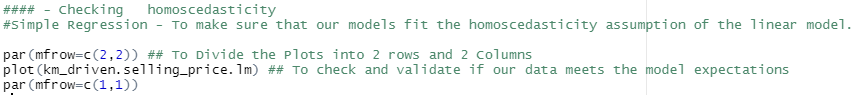 #### - Checking   homoscedasticity
#Simple Regression - To make sure that our models fit the homoscedasticity assumption of the linear model.
par(mfrow=c(2,2)) ## To Divide the Plots into 2 rows and 2 Columns
plot(km_driven.selling_price.lm) ## To check and validate if our data meets the model expectations
par(mfrow=c(1,1))